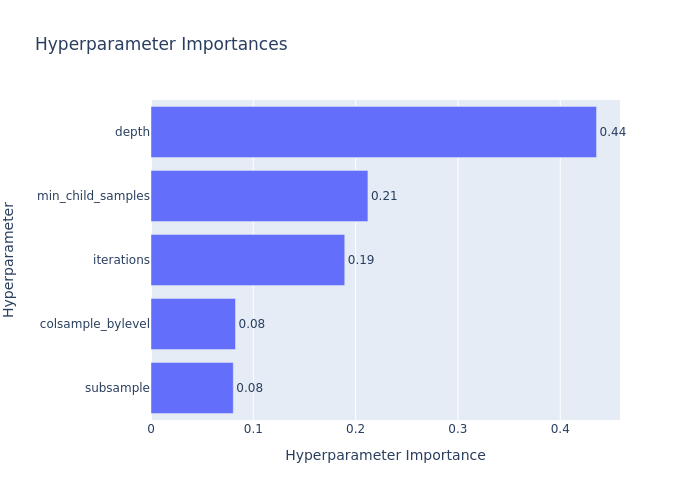 Hyperparameter Importances
Hyperparameter
depth
0.44
min_child_samples
0.21
iterations
0.19
colsample_bylevel
0.08
subsample
0.08
0 0.1 0.2 0.3 0.4
Hyperparameter Importance